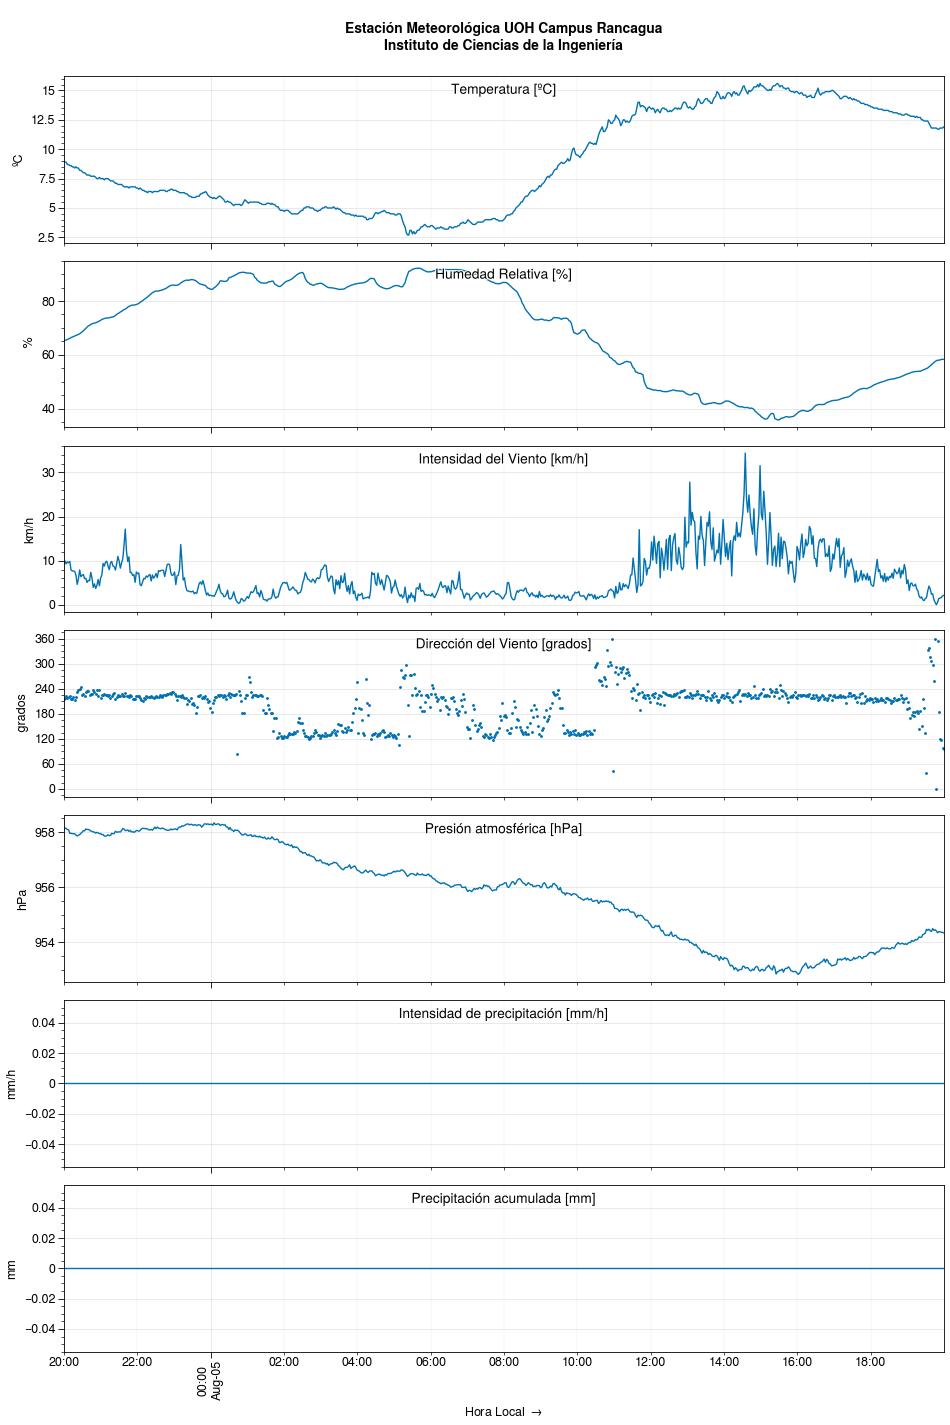 Estación Meteorológica UOH Campus Rancagua
Instituto de Ciencias de la Ingeniería
Temperatura [ºC]
ºC
15
12.5
10
7.5
5
2.5
Humedad Relativa [%]
%
80
60
40
Intensidad del Viento [km/h]
km/h
30
20
10
0
Dirección del Viento [grados]
grados
360
300
240
180
120
60
0
Presión atmosférica [hPa]
hPa
958
956
954
Intensidad de precipitación [mm/h]
mm/h
0.04
0.02
0
−0.02
−0.04
Precipitación acumulada [mm]
mm
0.04
0.02
0
−0.02
−0.04
20:00 22:00 00:00 02:00 04:00 06:00 08:00 10:00 12:00 14:00 16:00 18:00
Aug-05
Hora Local →